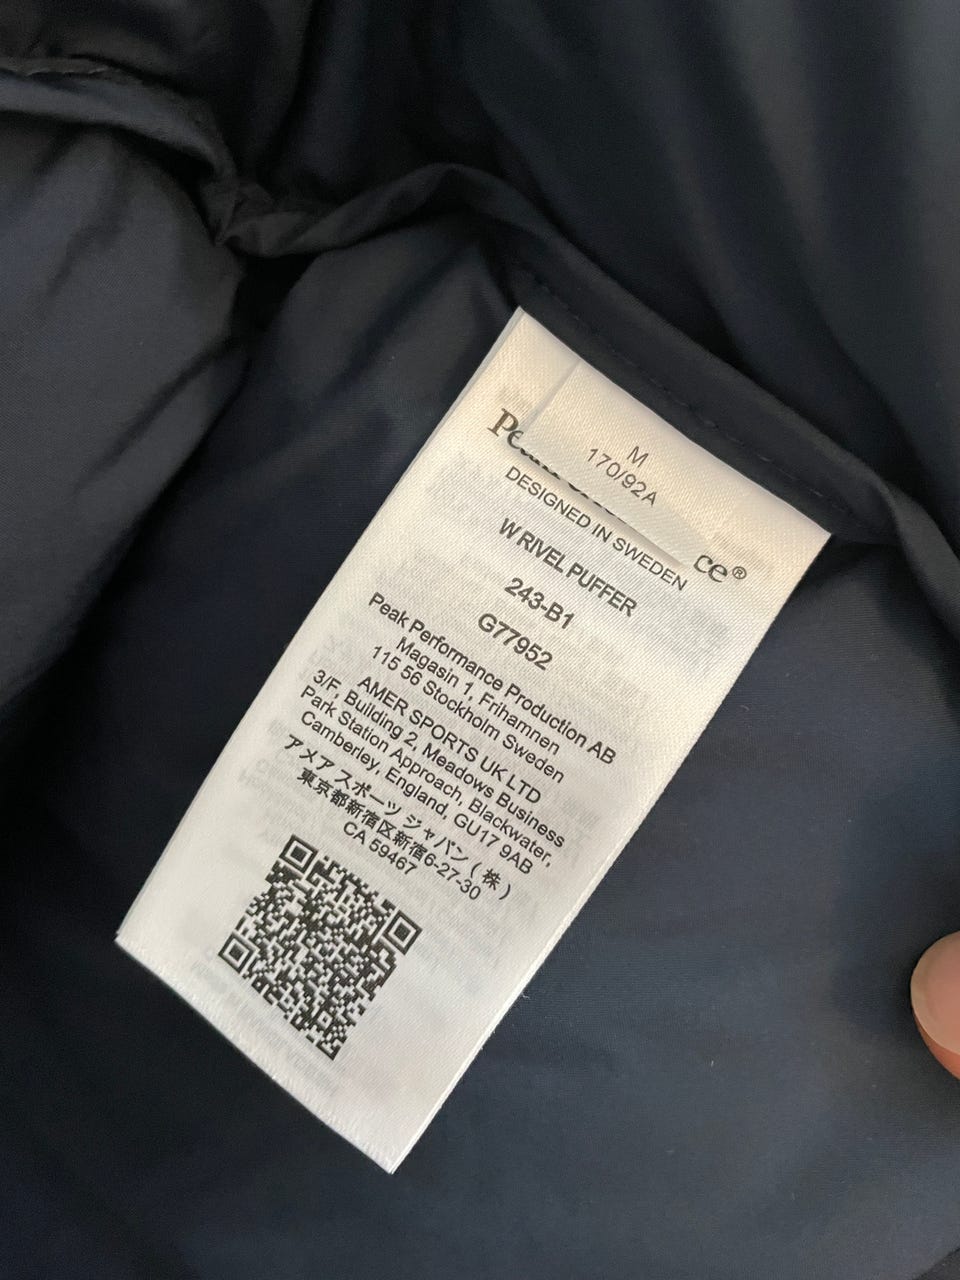 M
170/92A
ce®
DESIGNED IN SWEDEN
W RIVEL PUFFER
243-B1
G77952
Peak Performance Production AB
Magasin 1, Frihamnen
115 56 Stockholm Sweden
AMER SPORTS UK LTD
3/F, Building 2, Meadows Business
Park Station Approach, Blackwater,
Camberley, England, GU17 9AB
アメア スポーツ ジャパン (株)
東京都新宿区新宿6-27-30
CA 59467